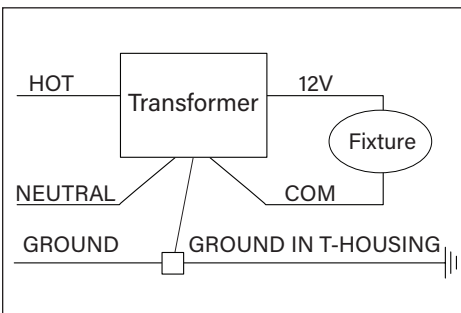 HOT
Transformer
12V
Fixture
NEUTRAL
COM
GROUND
GROUND IN T-HOUSING